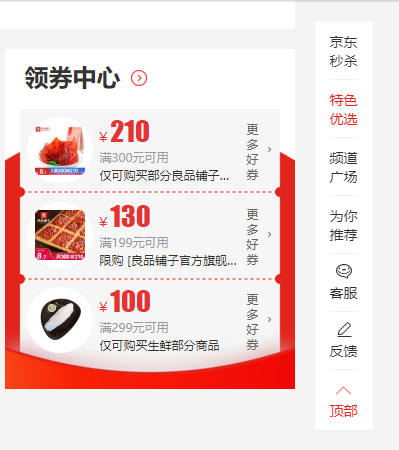 领券中心
¥210
满300元可用
仅可购买部分良品铺子...
更多好券
¥130
满199元可用
限购 [良品铺子官方旗舰...
更多好券
¥100
满299元可用
仅可购买生鲜部分商品
更多好券
京东
秒杀
特色
优选
频道
广场
为你
推荐
客服
反馈
顶部